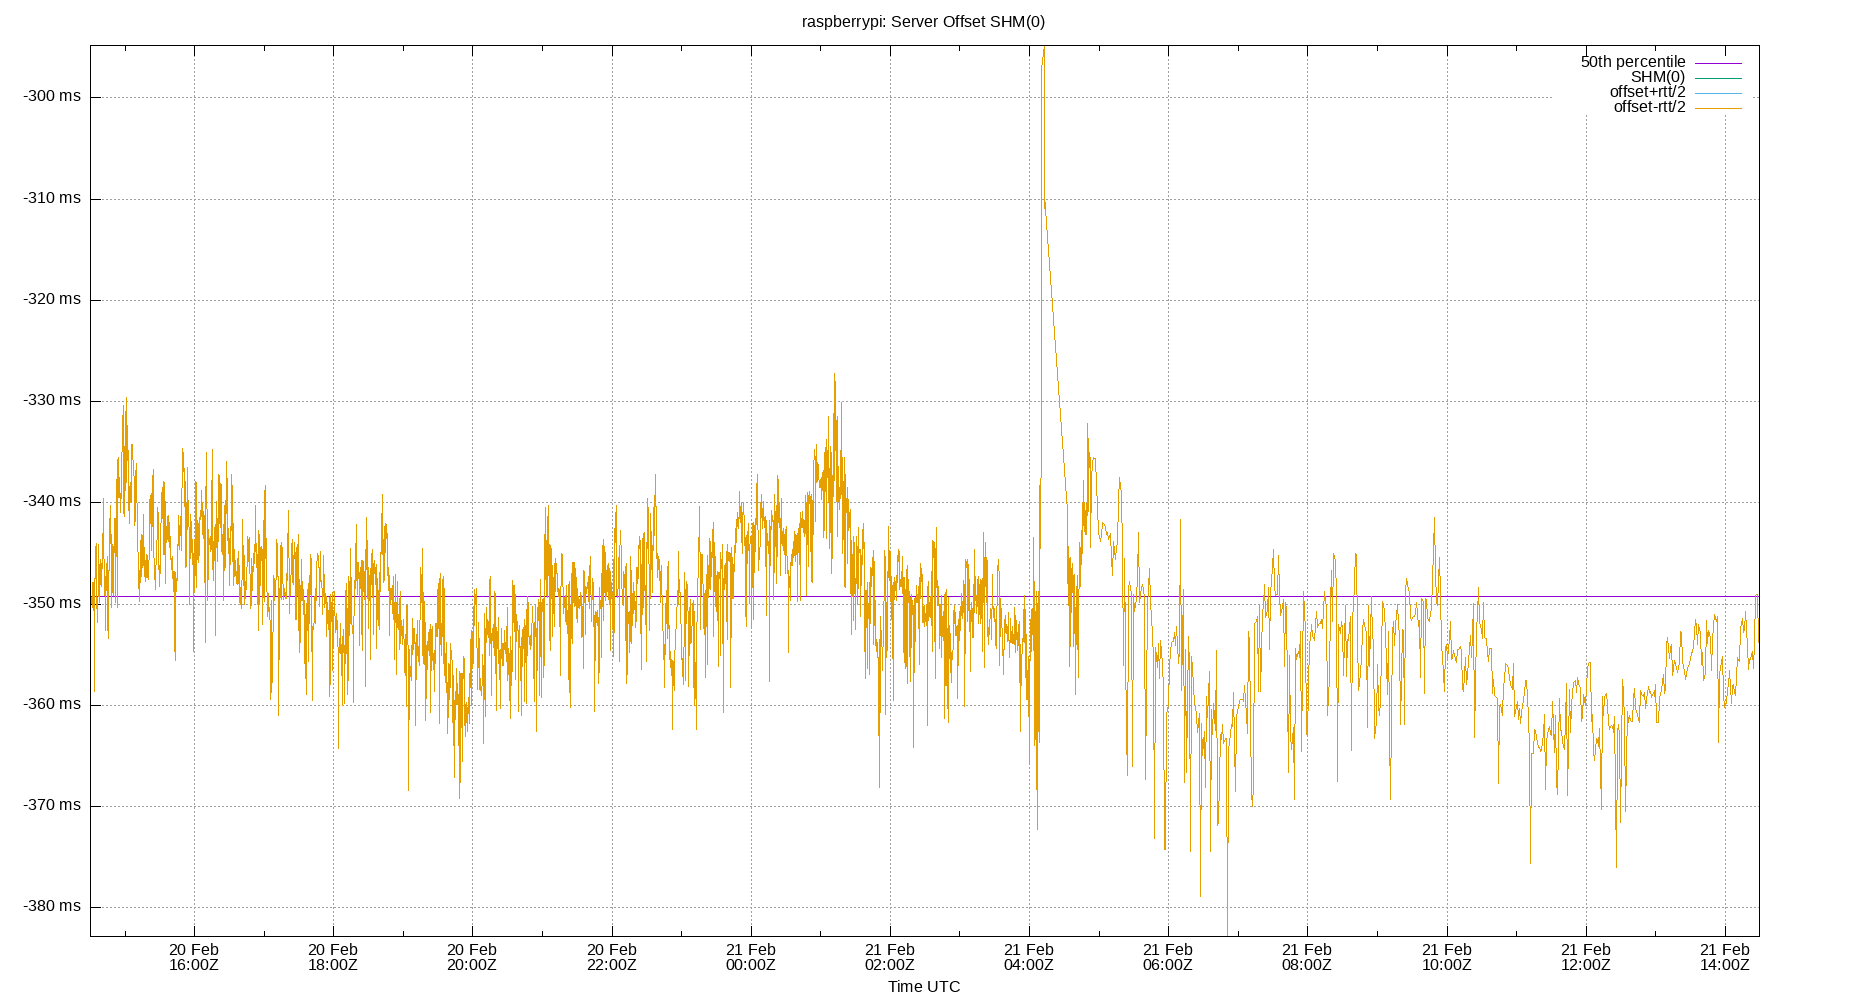 raspberrypi: Server Offset SHM(0)
50th percentile
SHM(0)
offset+rtt/2
offset-rtt/2
-300 ms
-310 ms
-320 ms
-330 ms
-340 ms
-350 ms
-360 ms
-370 ms
-380 ms
20 Feb 20 Feb 20 Feb 20 Feb 21 Feb 21 Feb 21 Feb 21 Feb 21 Feb 21 Feb 21 Feb 21 Feb
16:00Z 18:00Z 20:00Z 22:00Z 00:00Z 02:00Z 04:00Z 06:00Z 08:00Z 10:00Z 12:00Z 14:00Z
Time UTC